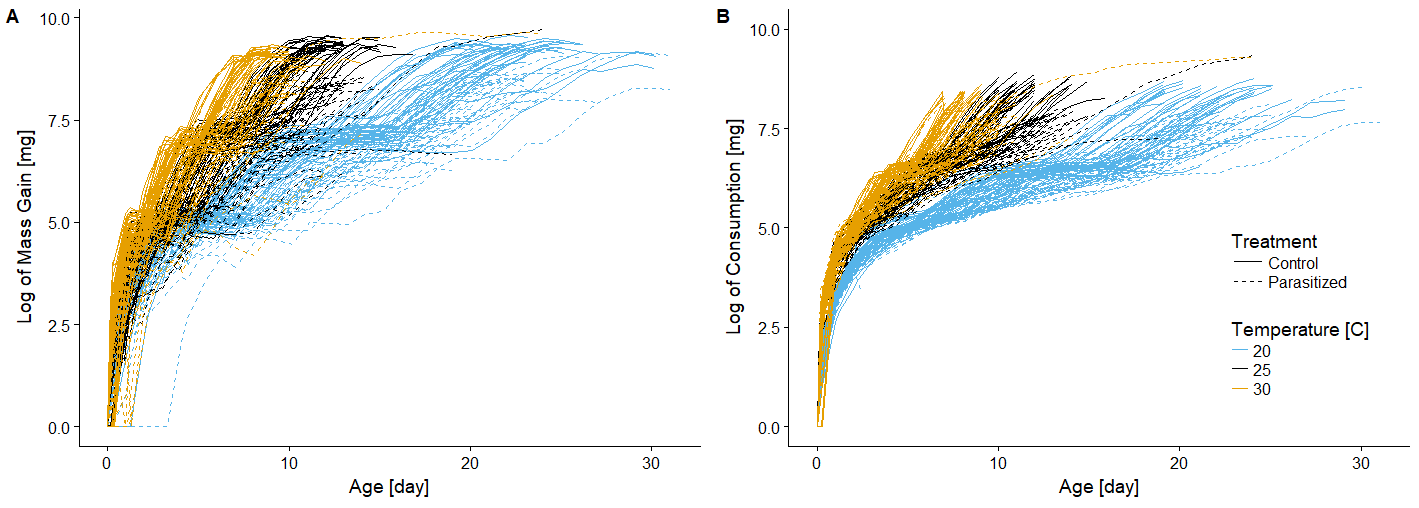 A
10.0
7.5
5.0
2.5
0.0
Log of Mass Gain [mg]
0 10 20 30
Age [day]
B
10.0
7.5
5.0
2.5
0.0
Log of Consumption [mg]
0 10 20 30
Age [day]
Treatment
Control
Parasitized
Temperature [C]
20
25
30